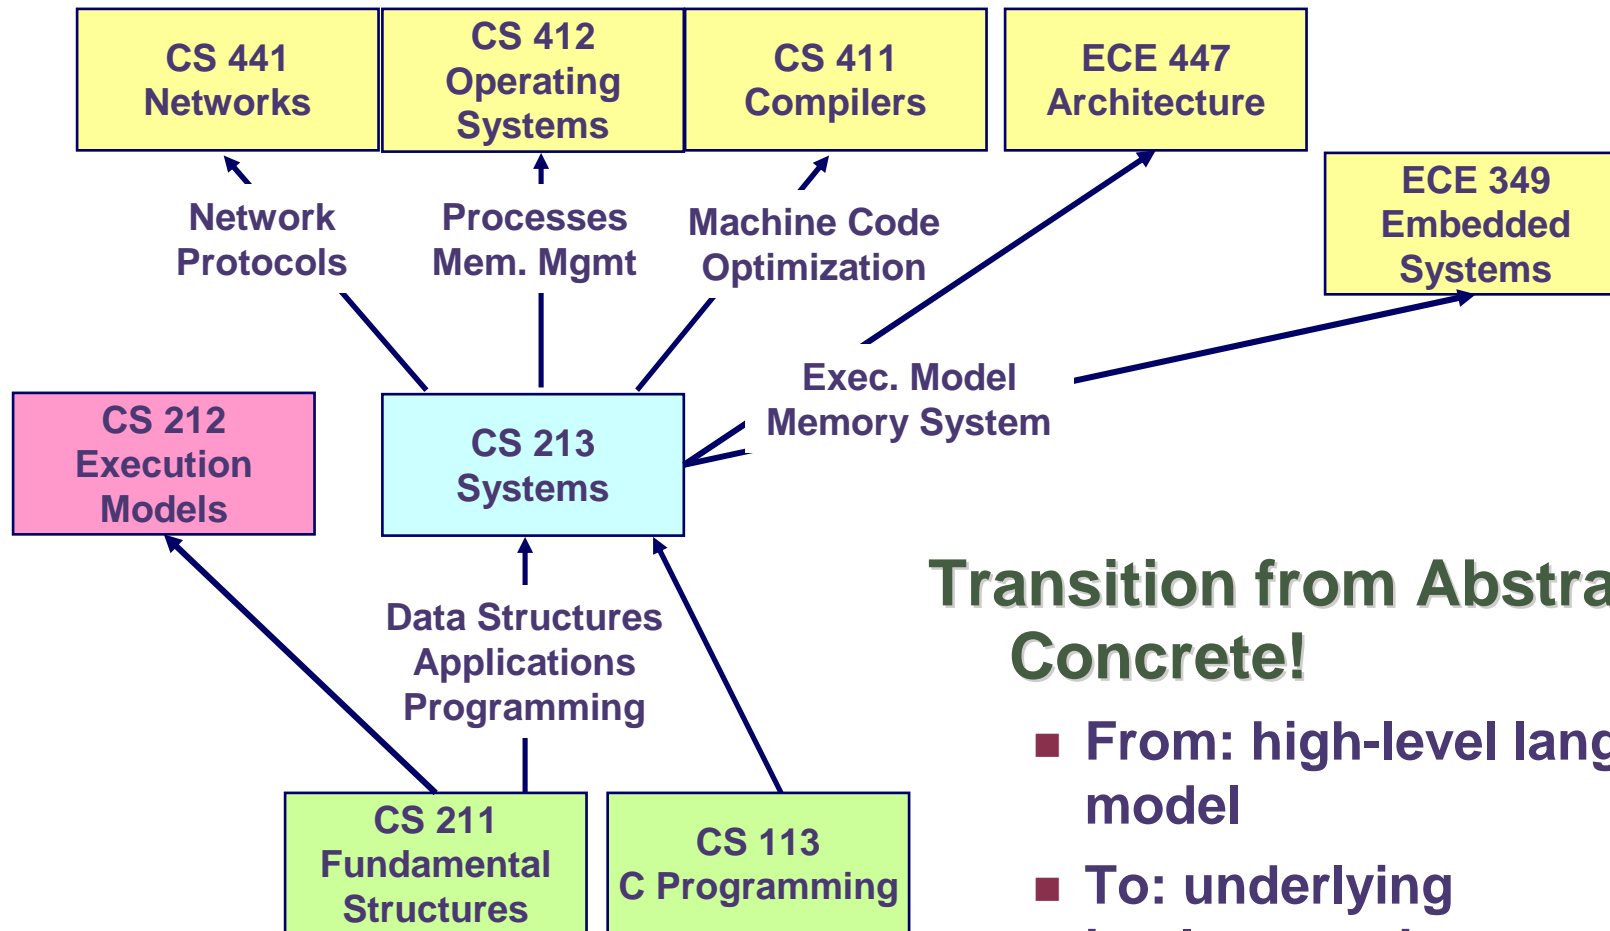 CS 441
Networks
CS 412
Operating
Systems
CS 411
Compilers
ECE 447
Architecture
ECE 349
Embedded
Systems
Network
Protocols
Processes
Mem. Mgmt
Machine Code
Optimization
Exec. Model
Memory System
CS 212
Execution
Models
CS 213
Systems
Data Structures
Applications
Programming
CS 211
Fundamental
Structures
CS 113
C Programming
Transition from Abstra
Concrete!
■ From: high-level lang
model
■ To: underlying